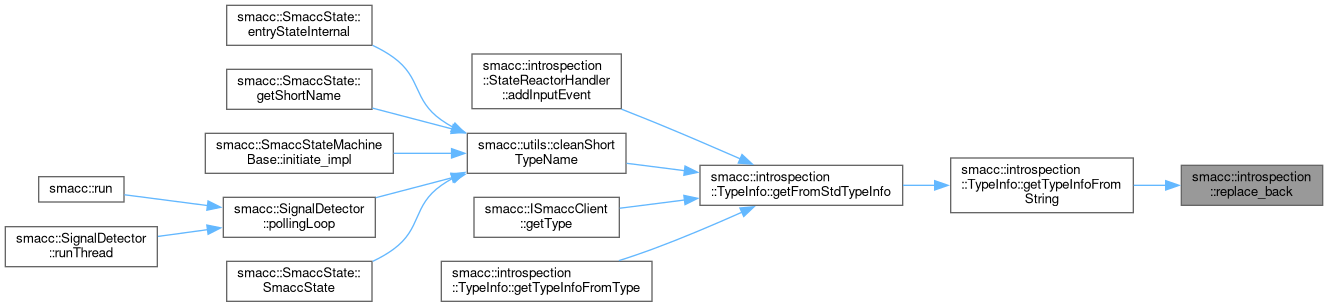 smacc::SmaccState::
entryStateInternal
smacc::SmaccState::
getShortName
smacc::SmaccStateMachine
Base::initiate_impl
smacc::run
smacc::SignalDetector
::runThread
smacc::SignalDetector
::pollingLoop
smacc::SmaccState::
SmaccState
smacc::introspection
::StateReactorHandler
::addInputEvent
smacc::utils::cleanShort
TypeName
smacc::ISmaccClient
::getType
smacc::introspection
::TypeInfo::getTypeInfoFromType
smacc::introspection
::TypeInfo::getFromStdTypeInfo
smacc::introspection
::TypeInfo::getTypeInfoFrom
String
smacc::introspection
::replace_back